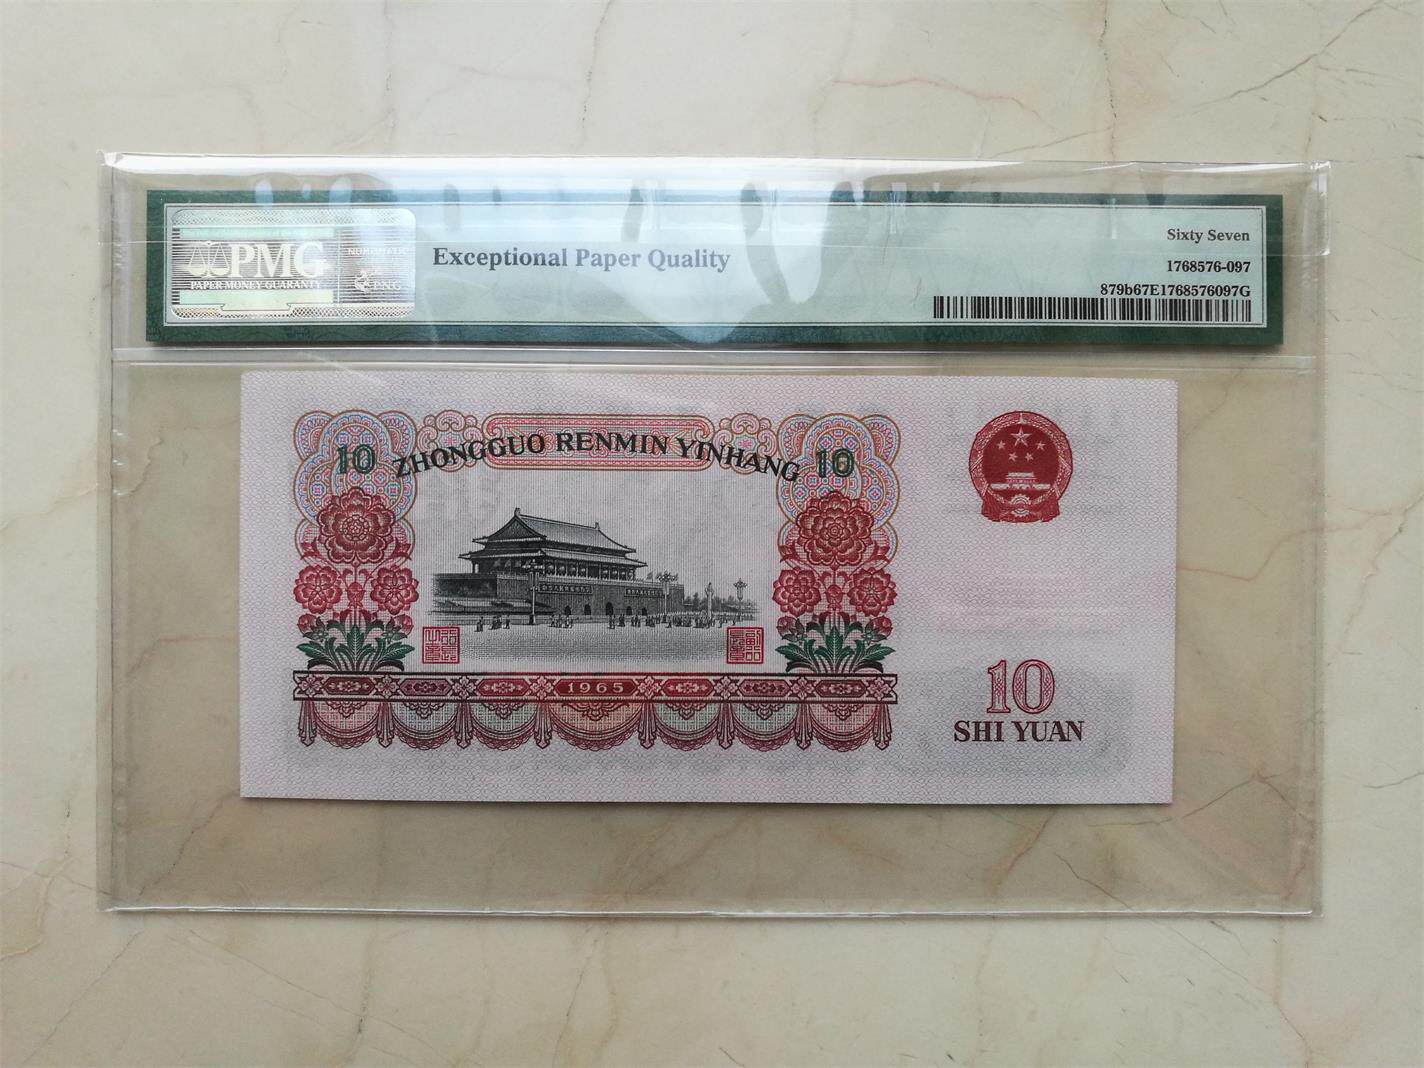 PMG
PAPER MONEY GUARANTY
Exceptional Paper Quality
Sixty Seven
1768576-097
879b67E1768576097G
10 ZHONGGUO RENMIN YINHANG 10
1965
10
SHI YUAN